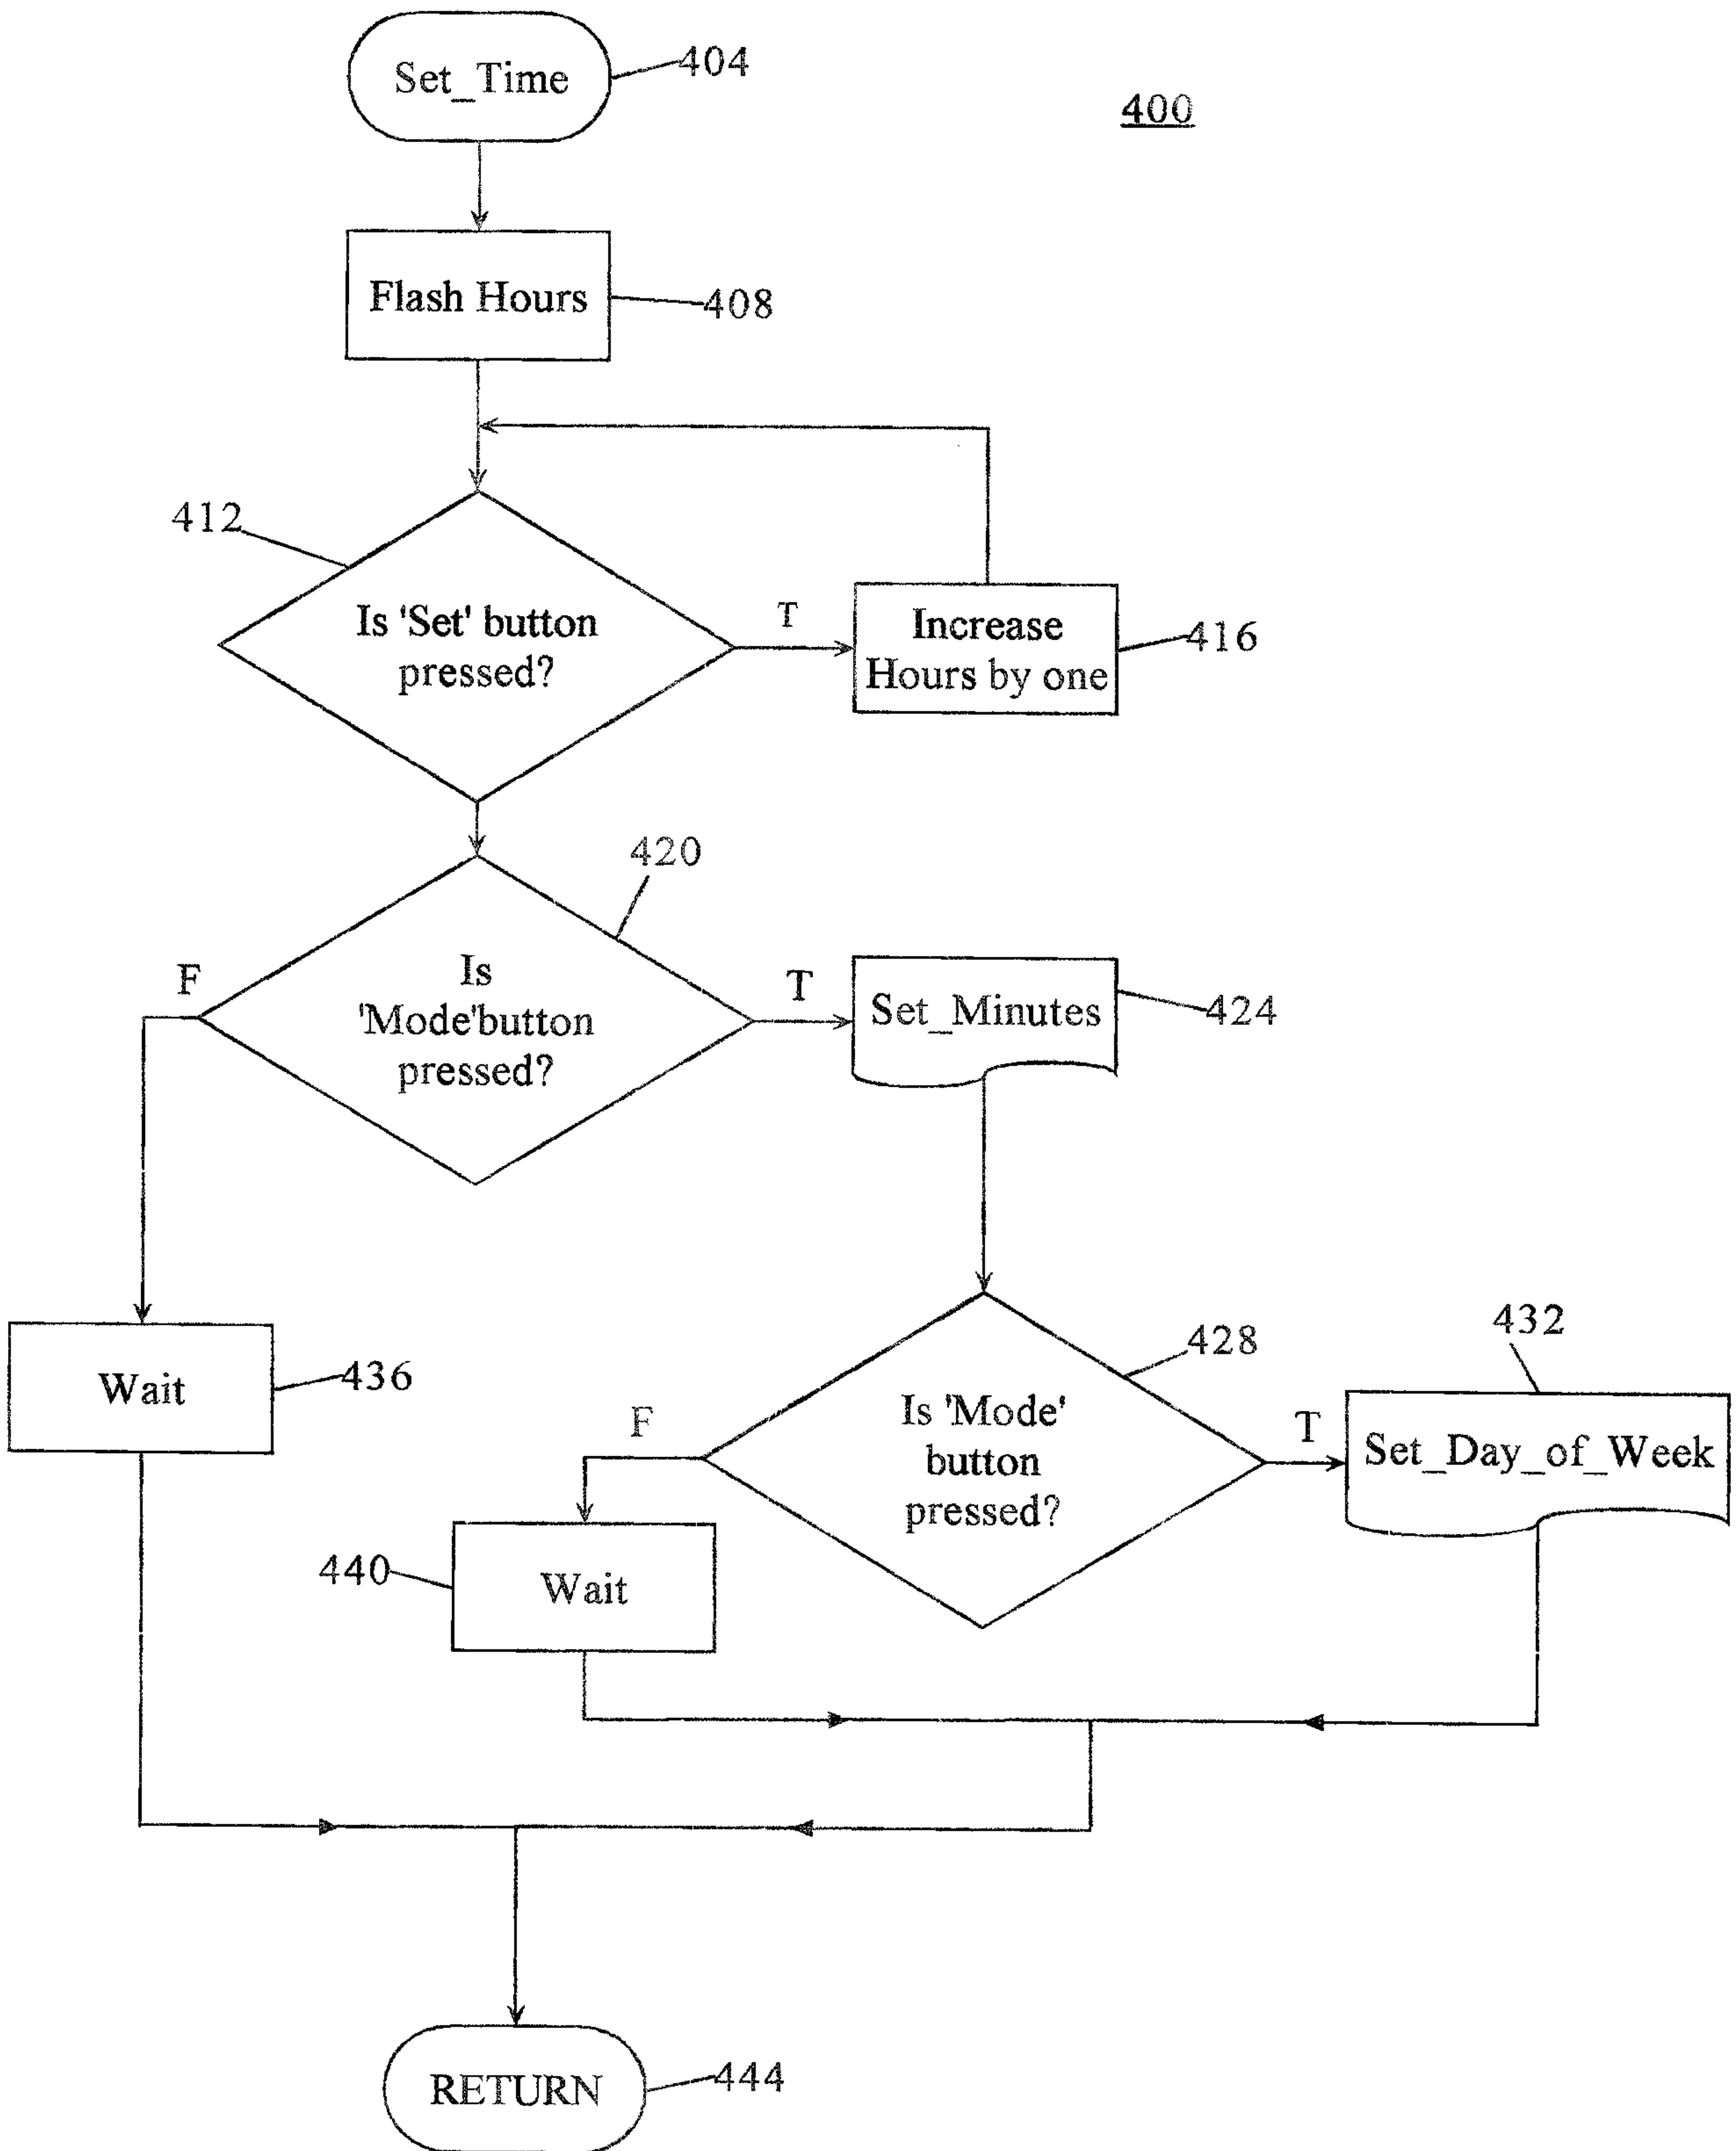 Set_Time
404
400
Flash Hours
408
412
Is 'Set' button
pressed?
T
Increase
Hours by one
416
420
Is
'Mode'button
pressed?
F
T
Set_Minutes
424
Wait
436
428
Is 'Mode'
button
pressed?
F
T
432
Set_Day_of_Week
440
Wait
RETURN
444